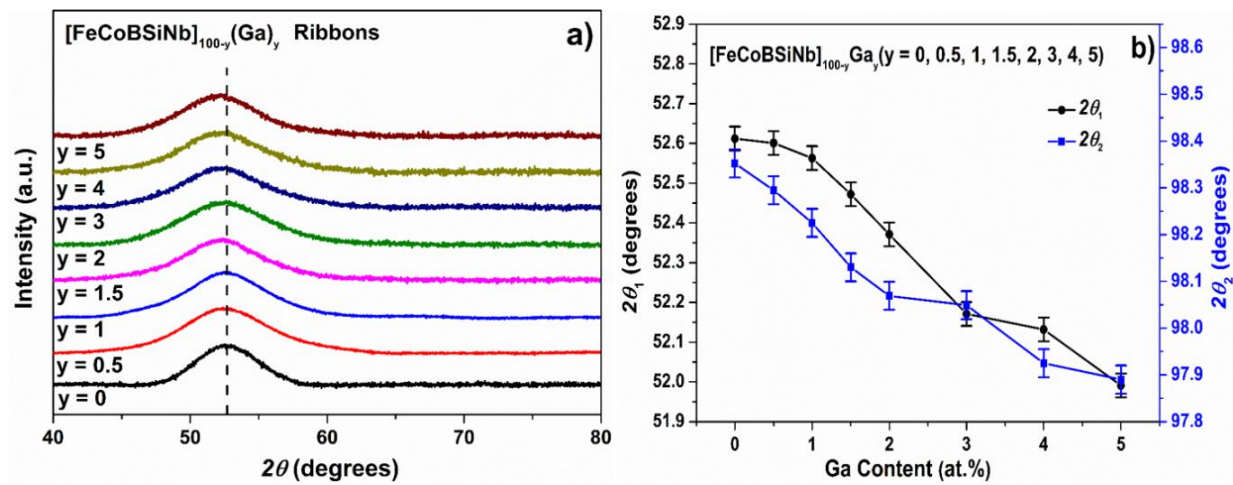 [FeCoBSiNb]100-y(Ga)y Ribbons
a)
Intensity (a.u.)
y = 5
y = 4
y = 3
y = 2
y = 1.5
y = 1
y = 0.5
y = 0
40 50 60 70 80
2θ (degrees)
b)
[FeCoBSiNb]100-yGay(y = 0, 0.5, 1, 1.5, 2, 3, 4, 5)
2θ1
2θ2
2θ1 (degrees)
52.9
52.8
52.7
52.6
52.5
52.4
52.3
52.2
52.1
52.0
51.9
98.6
98.5
98.4
98.3
98.2
98.1
98.0
97.9
97.8
2θ2 (degrees)
0 1 2 3 4 5
Ga Content (at.%)